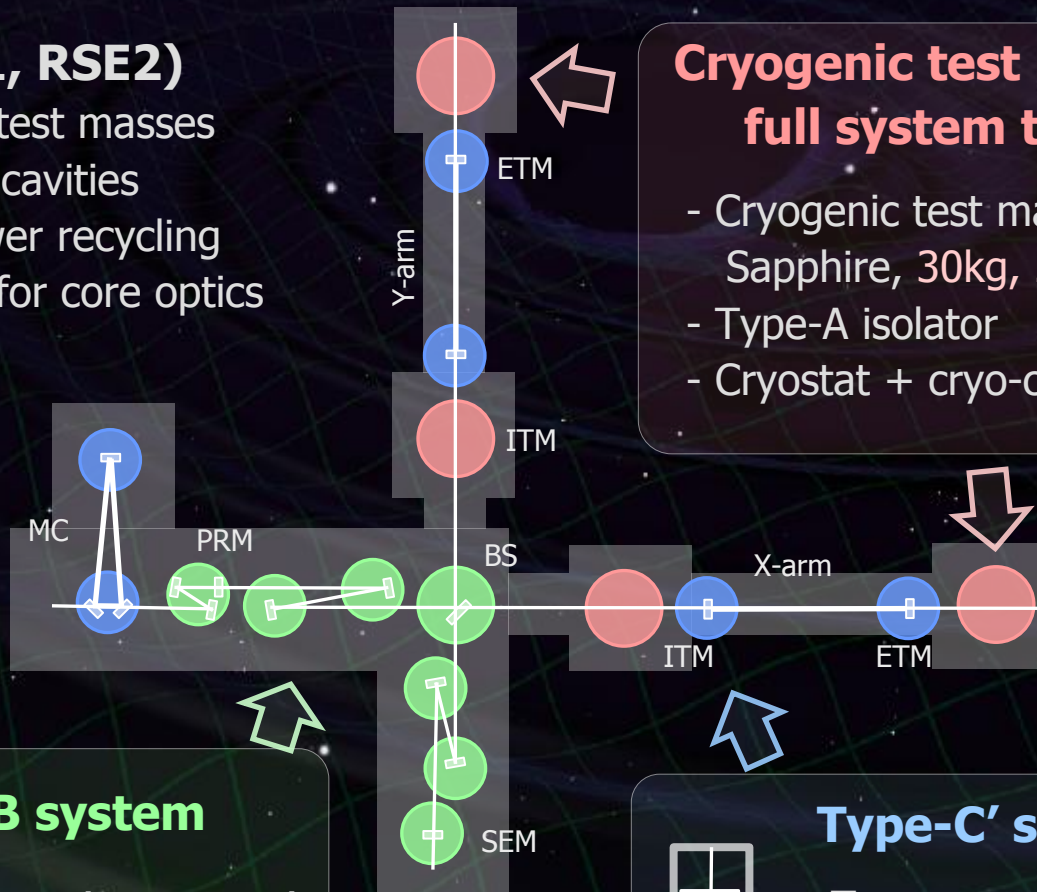 , RSE2)
test masses
cavities
er recycling
for core optics
Cryogenic test
full system t
- Cryogenic test ma
Sapphire, 30kg,
- Type-A isolator
- Cryostat + cryo-c
ETM
Y-arm
ITM
MC
PRM
BS
X-arm
ITM
ETM
SEM
B system
Type-C’ s